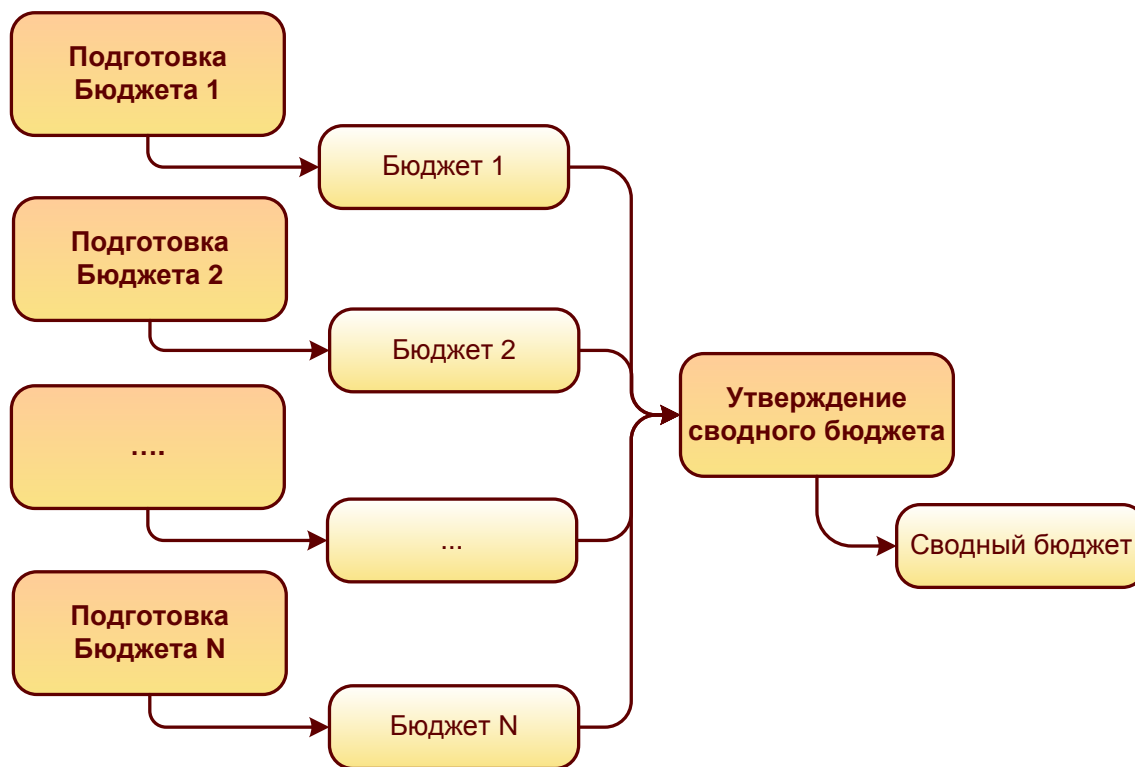 Подготовка
Бюджета 1
Бюджет 1
Подготовка
Бюджета 2
Бюджет 2
....
...
Подготовка
Бюджета N
Бюджет N
Утверждение
сводного бюджета
Сводный бюджет